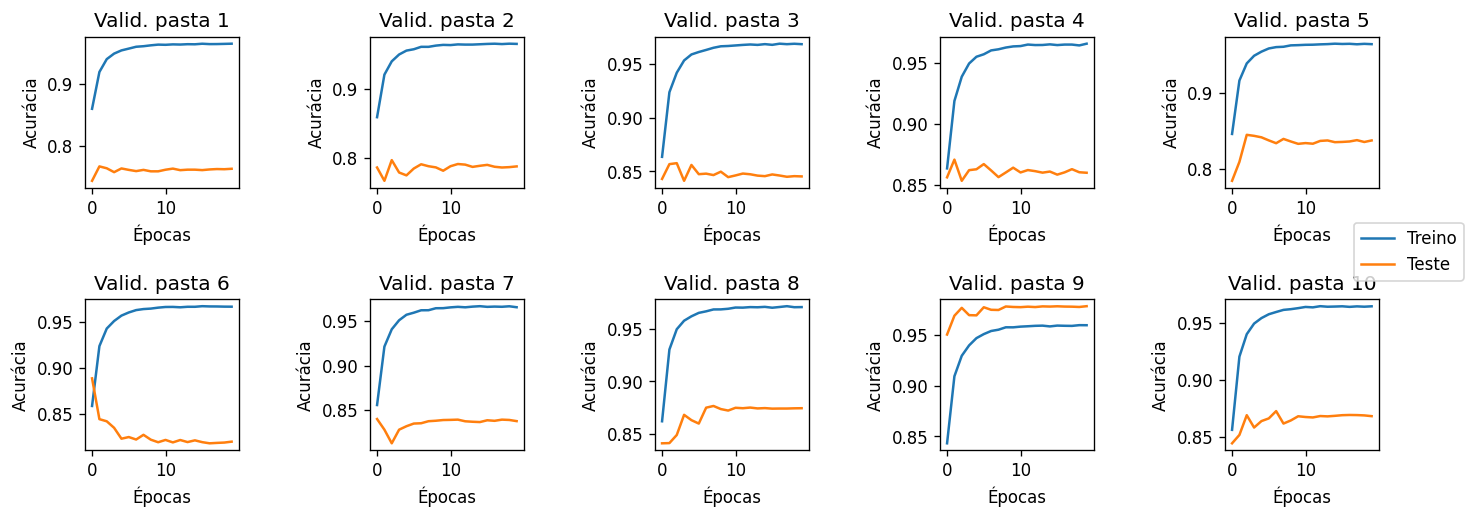 Valid. pasta 1
Acurácia
0.9
0.8
0
10
Épocas
Valid. pasta 2
Acurácia
0.9
0.8
0
10
Épocas
Valid. pasta 3
Acurácia
0.95
0.90
0.85
0
10
Épocas
Valid. pasta 4
Acurácia
0.95
0.90
0.85
0
10
Épocas
Valid. pasta 5
Acurácia
0.9
0.8
0
10
Épocas
Treino
Teste
Valid. pasta 6
Acurácia
0.95
0.90
0.85
0
10
Épocas
Valid. pasta 7
Acurácia
0.95
0.90
0.85
0
10
Épocas
Valid. pasta 8
Acurácia
0.95
0.90
0.85
0
10
Épocas
Valid. pasta 9
Acurácia
0.95
0.90
0.85
0
10
Épocas
Valid. pasta 10
Acurácia
0.95
0.90
0.85
0
10
Épocas